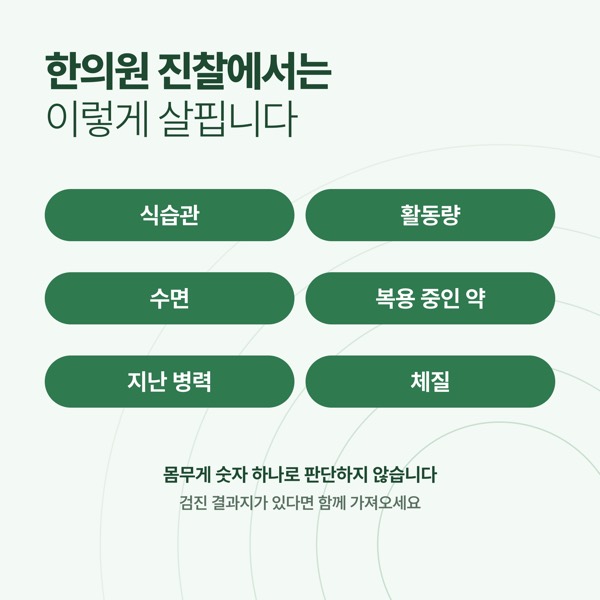 한의원 진찰에서는
이렇게 살핍니다
식습관
활동량
수면
복용 중인 약
지난 병력
체질
몸무게 숫자 하나로 판단하지 않습니다
검진 결과지가 있다면 함께 가져오세요